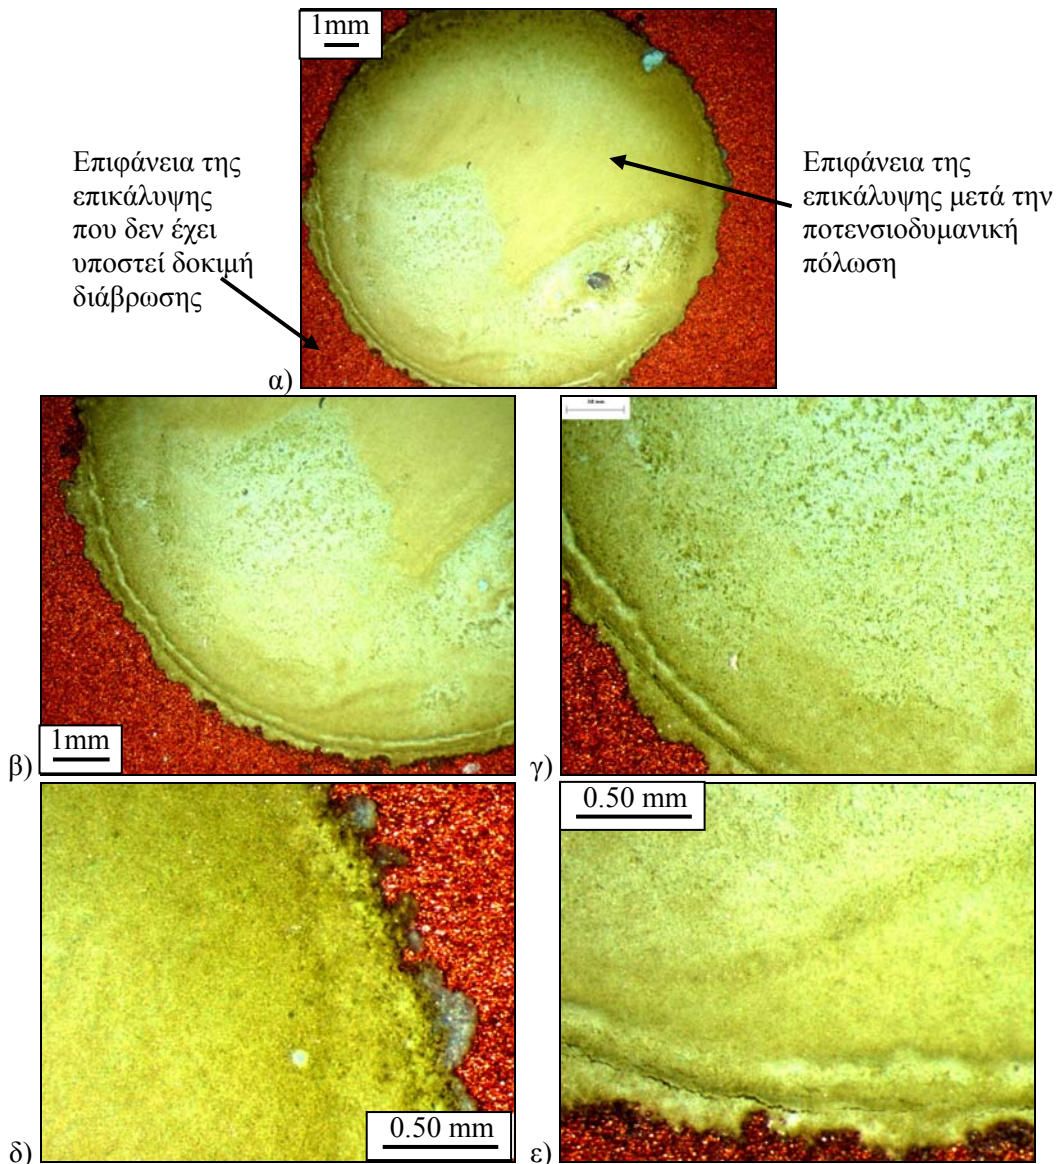 1mm
Επιφάνεια της
επικάλυψης
που δεν έχει
υποστεί δοκιμή
διάβρωσης
Επιφάνεια της
επικάλυψης μετά την
ποτενσιοδυμανική
πόλωση
α)
1mm
β)
γ)
0.50 mm
δ)
0.50 mm
ε)